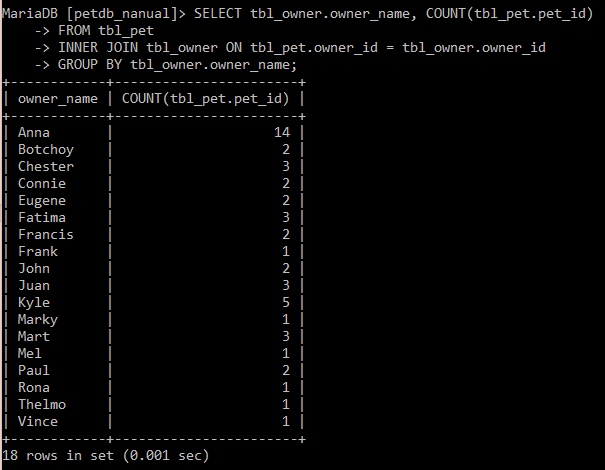 MariaDB [petdb_nanual]> SELECT tbl_owner.owner_name, COUNT(tbl_pet.pet_id)
    -> FROM tbl_pet
    -> INNER JOIN tbl_owner ON tbl_pet.owner_id = tbl_owner.owner_id
    -> GROUP BY tbl_owner.owner_name;
+------------+-----------------------+
| owner_name | COUNT(tbl_pet.pet_id) |
+------------+-----------------------+
| Anna       |                    14 |
| Botchoy    |                     2 |
| Chester    |                     3 |
| Connie     |                     2 |
| Eugene     |                     2 |
| Fatima     |                     3 |
| Francis    |                     2 |
| Frank      |                     1 |
| John       |                     2 |
| Juan       |                     3 |
| Kyle       |                     5 |
| Marky      |                     1 |
| Mart       |                     3 |
| Mel        |                     1 |
| Paul       |                     2 |
| Rona       |                     1 |
| Thelmo     |                     1 |
| Vince      |                     1 |
+------------+-----------------------+
18 rows in set (0.001 sec)